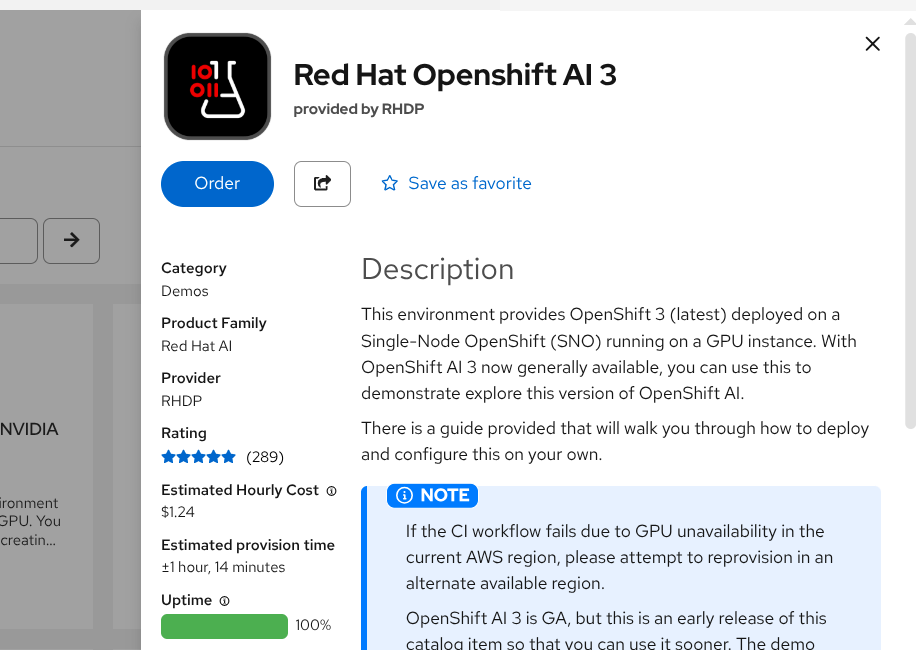 Red Hat Openshift AI 3
provided by RHDP
Order
Save as favorite
Category
Demos
Product Family
Red Hat AI
Provider
RHDP
Rating
(289)
Estimated Hourly Cost
$1.24
Estimated provision time
±1 hour, 14 minutes
Uptime
100%
Description
This environment provides OpenShift 3 (latest) deployed on a
Single-Node OpenShift (SNO) running on a GPU instance. With
OpenShift AI 3 now generally available, you can use this to
demonstrate explore this version of OpenShift AI.
There is a guide provided that will walk you through how to deploy
and configure this on your own.
NOTE
If the CI workflow fails due to GPU unavailability in the
current AWS region, please attempt to reprovision in an
alternate available region.
OpenShift AI 3 is GA, but this is an early release of this
catalog item so that you can use it sooner. The demo
NVIDIA
ironment
GPU. You
creatin...